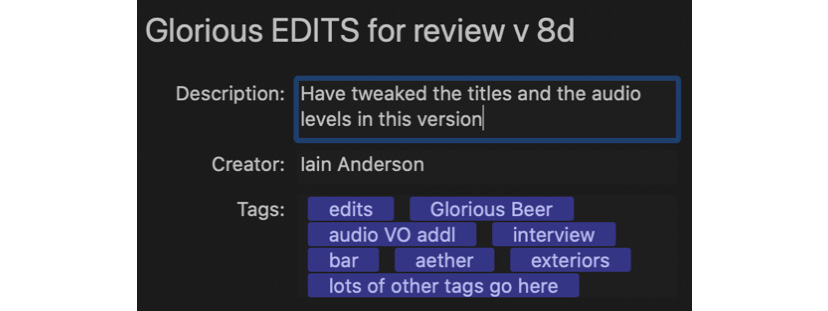 Glorious EDITS for review v 8d
Description: Have tweaked the titles and the audio
levels in this version
Creator: Iain Anderson
Tags: edits Glorious Beer
audio VO addl interview
bar aether exteriors
lots of other tags go here